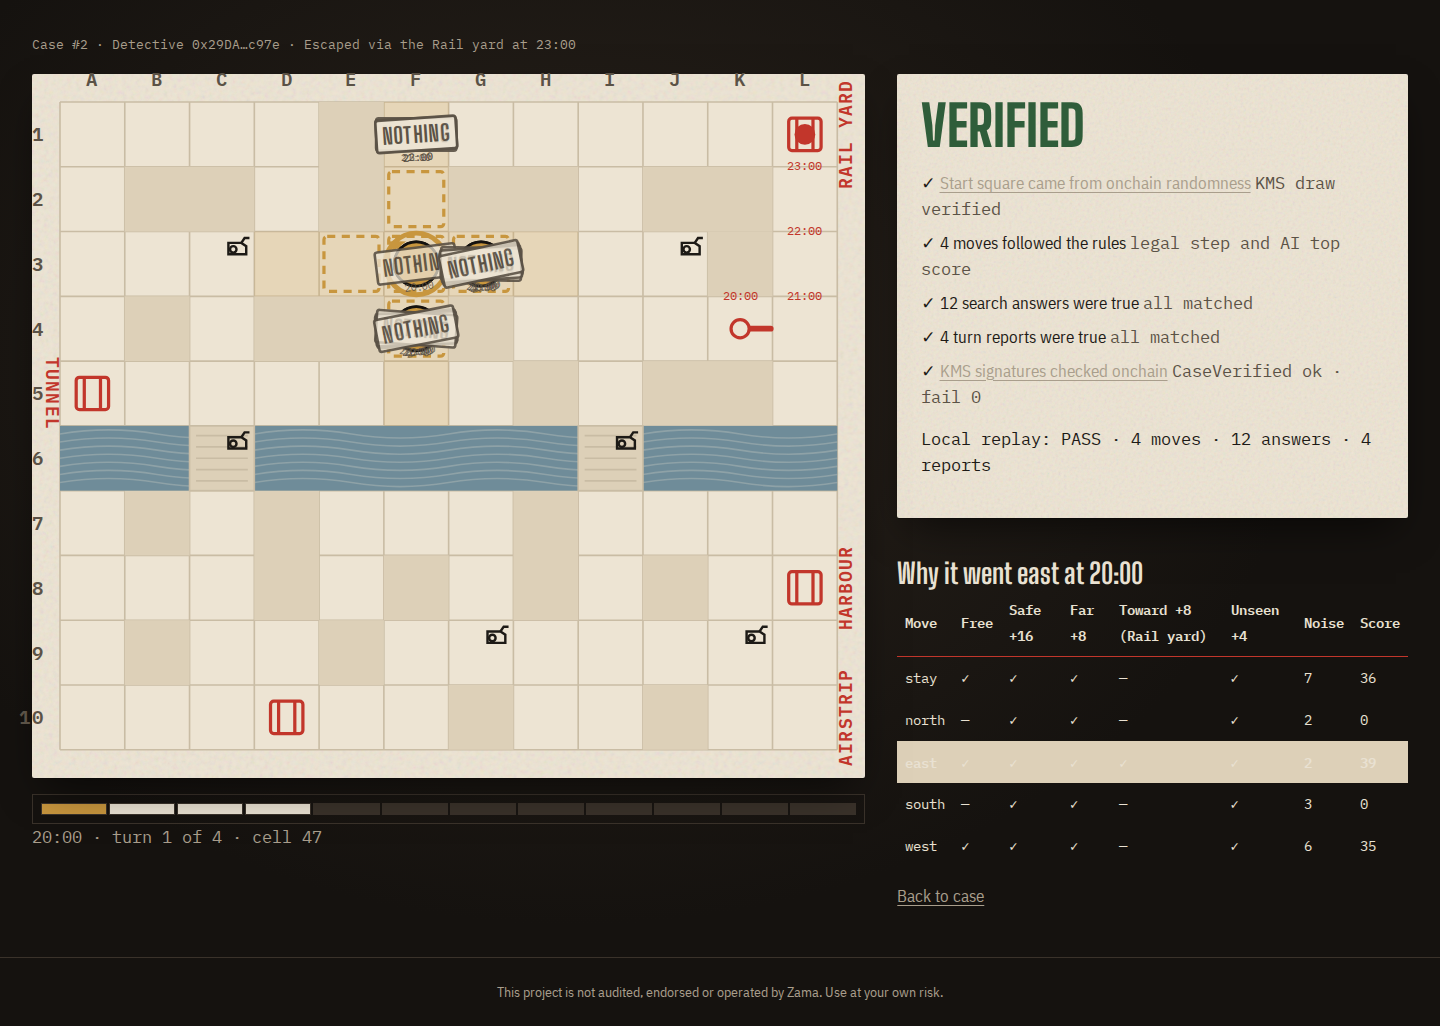 Case #2 · Detective 0x29DA…c97e · Escaped via the Rail yard at 23:00
A B C D E F G H I J K L
RAIL YARD
1
NOTHING
23:00
2
22:00
3
NOTHING
20:00
NOTHING
20:00 21:00
4
NOTHING
TUNNEL
5
6
7
8
HARBOUR
9
10
AIRSTRIP
20:00 · turn 1 of 4 · cell 47
VERIFIED
✓ Start square came from onchain randomness KMS draw
verified
✓ 4 moves followed the rules legal step and AI top
score
✓ 12 search answers were true all matched
✓ 4 turn reports were true all matched
✓ KMS signatures checked onchain CaseVerified ok ·
fail 0
Local replay: PASS · 4 moves · 12 answers · 4
reports
Why it went east at 20:00
Move Free Safe +16 Far +8 Toward +8 (Rail yard) Unseen +4 Noise Score
stay ✓ ✓ ✓ — ✓ 7 36
north — ✓ ✓ — ✓ 2 0
east ✓ ✓ ✓ ✓ ✓ 2 39
south — ✓ ✓ — ✓ 3 0
west ✓ ✓ ✓ — ✓ 6 35
Back to case
This project is not audited, endorsed or operated by Zama. Use at your own risk.